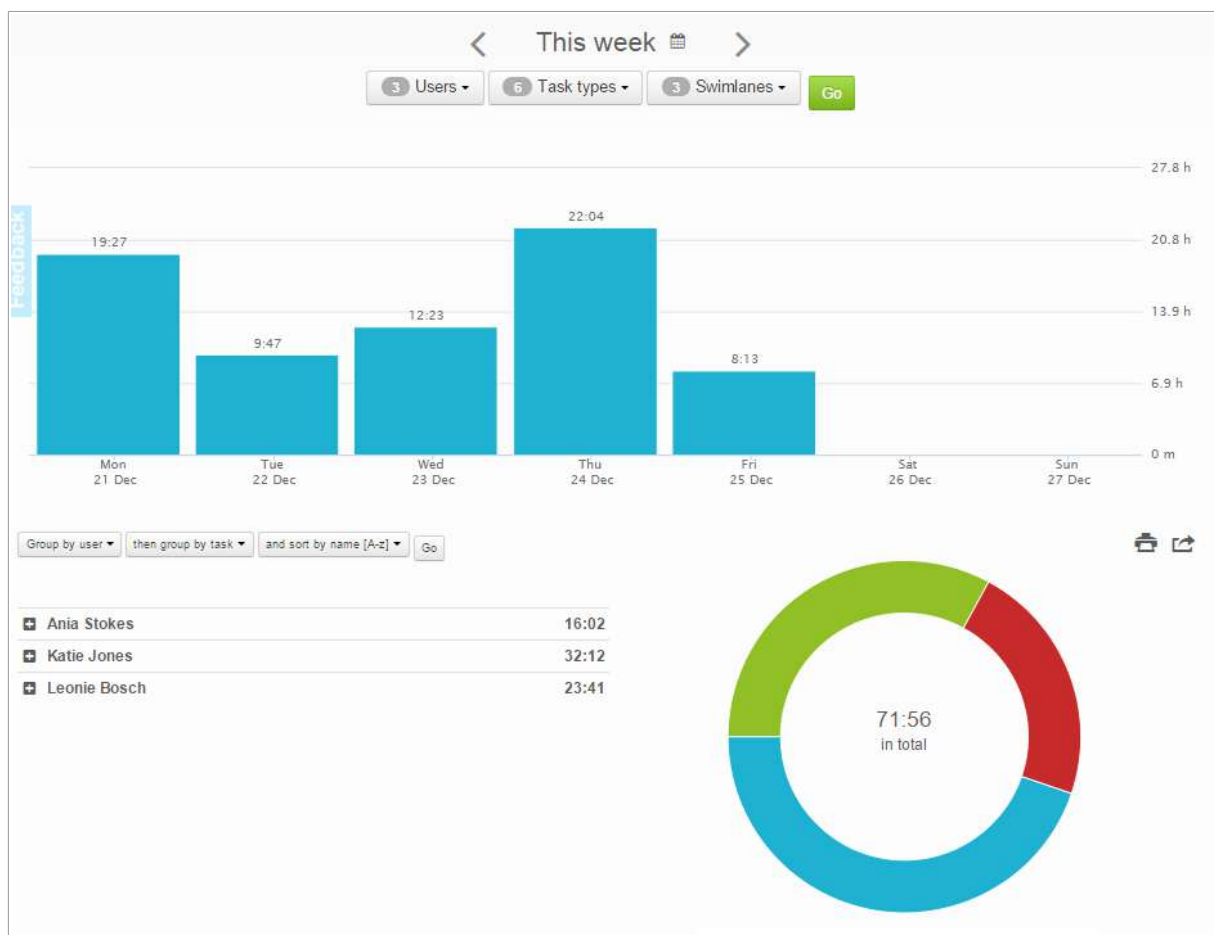 This week
3 Users
6 Task types
3 Swimlanes
Go
27.8 h
20.8 h
13.9 h
6.9 h
0 m
Feedback
19:27
9:47
12:23
22:04
8:13
Mon
21 Dec
Tue
22 Dec
Wed
23 Dec
Thu
24 Dec
Fri
25 Dec
Sat
26 Dec
Sun
27 Dec
Group by user
then group by task
and sort by name [A-z]
Go
Ania Stokes 16:02
Katie Jones 32:12
Leonie Bosch 23:41
71:56
in total